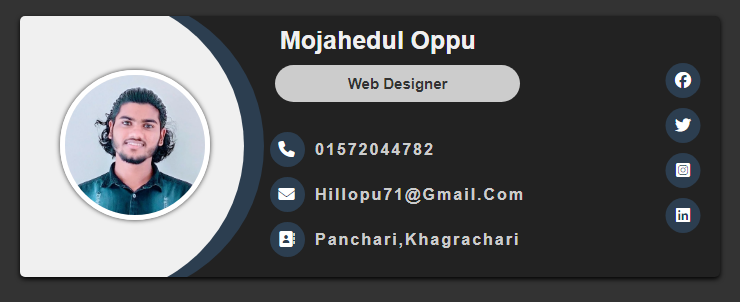 Mojahedul Oppu
Web Designer
01572044782
Hillopu71@Gmail.Com
Panchari,Khagrachari